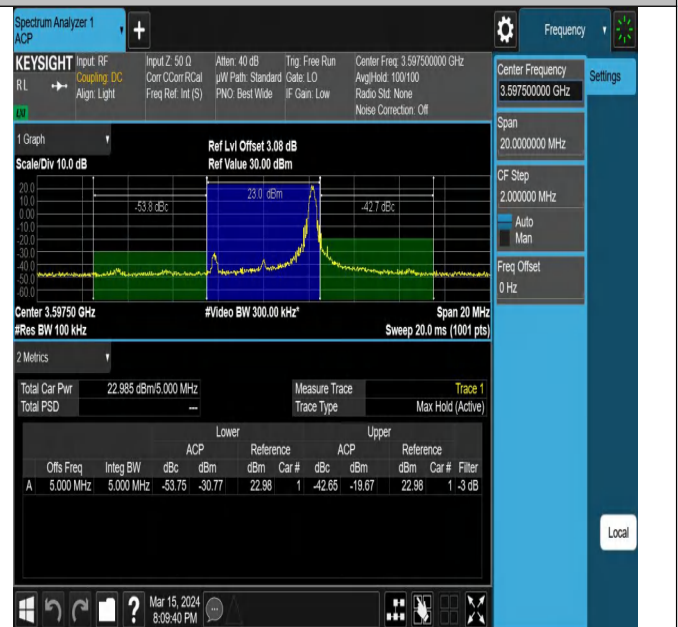 Spectrum Analyzer 1
ACP
+
Frequency
KEYSIGHT Input: RF Input Z: 50 Ω Atten: 40 dB Trig: Free Run Center Freq: 3.597500000 GHz
RL Coupling: DC Corr CCorr RCal µW Path: Standard Gate: LO Avg|Hold: 100/100
Align: Light Freq Ref: Int (S) PNO: Best Wide IF Gain: Low Radio Std: None
LXI Noise Correction: Off
Center Frequency
3.597500000 GHz
Settings
Span
20.0000000 MHz
CF Step
2.000000 MHz
Auto
Man
Freq Offset
0 Hz
Local
1 Graph Ref Lvl Offset 3.08 dB
Scale/Div 10.0 dB Ref Value 30.00 dBm
20.0 23.0 dBm
10.0 -53.8 dBc -42.7 dBc
0.00
-10.0
-20.0
-30.0
-40.0
-50.0
-60.0
Center 3.59750 GHz #Video BW 300.00 kHz* Span 20 MHz
#Res BW 100 kHz Sweep 20.0 ms (1001 pts)
2 Metrics
Total Car Pwr 22.985 dBm/5.000 MHz Measure Trace Trace 1
Total PSD --- Trace Type Max Hold (Active)
Lower Upper
ACP Reference ACP Reference
Offs Freq Integ BW dBc dBm dBm Car # dBc dBm dBm Car # Filter
A 5.000 MHz 5.000 MHz -53.75 -30.77 22.98 1 -42.65 -19.67 22.98 1 -3 dB
? Mar 15, 2024
8:09:40 PM